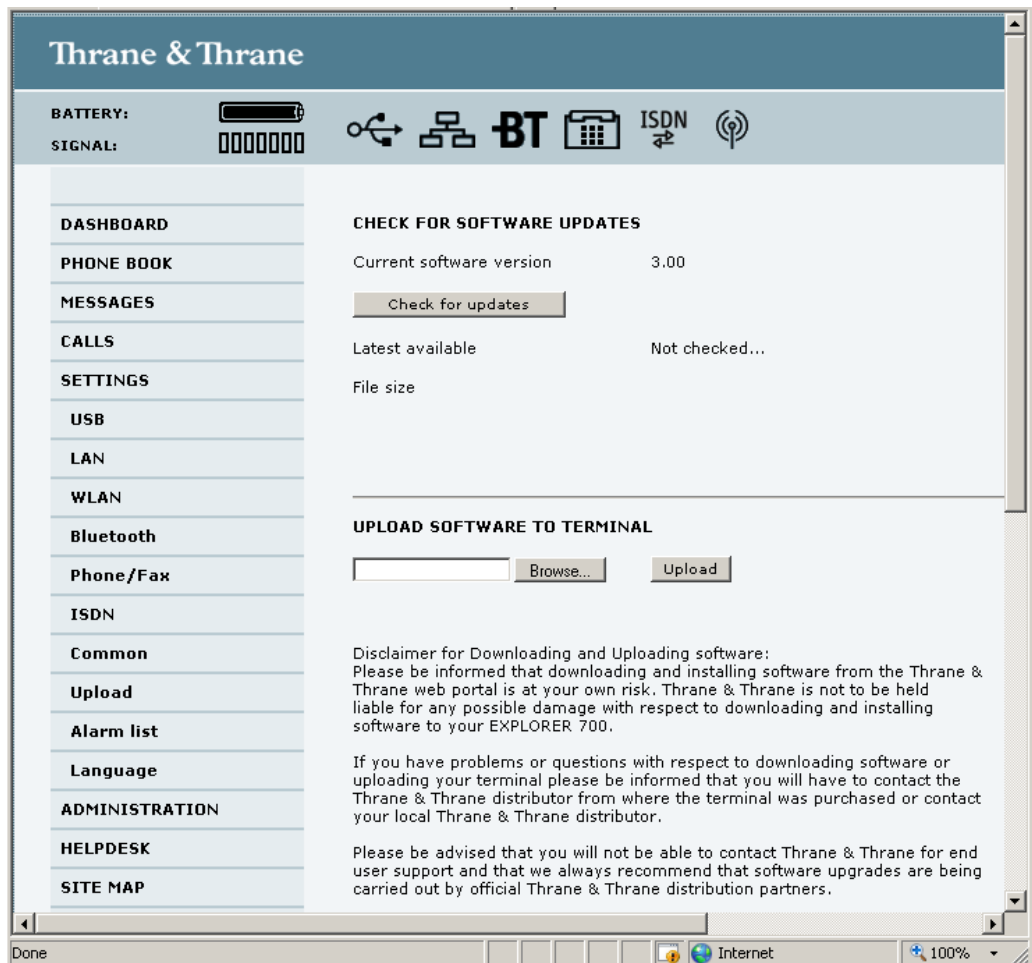 Thrane & Thrane
BATTERY:
SIGNAL:
BT
ISDN
DASHBOARD
PHONE BOOK
MESSAGES
CALLS
SETTINGS
USB
LAN
WLAN
Bluetooth
Phone/Fax
ISDN
Common
Upload
Alarm list
Language
ADMINISTRATION
HELPDESK
SITE MAP
CHECK FOR SOFTWARE UPDATES
Current software version 3.00
Check for updates
Latest available Not checked...
File size
UPLOAD SOFTWARE TO TERMINAL
Browse... Upload
Disclaimer for Downloading and Uploading software:
Please be informed that downloading and installing software from the Thrane &
Thrane web portal is at your own risk. Thrane & Thrane is not to be held
liable for any possible damage with respect to downloading and installing
software to your EXPLORER 700.
If you have problems or questions with respect to downloading software or
uploading your terminal please be informed that you will have to contact the
Thrane & Thrane distributor from where the terminal was purchased or contact
your local Thrane & Thrane distributor.
Please be advised that you will not be able to contact Thrane & Thrane for end
user support and that we always recommend that software upgrades are being
carried out by official Thrane & Thrane distribution partners.
Done Internet 100%